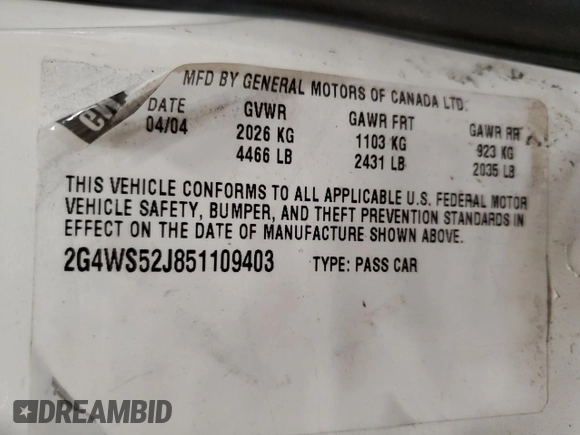 MFD BY GENERAL MOTORS OF CANADA LTD.
DATE GVWR GAWR FRT GAWR RR
04/04 2026 KG 1103 KG 923 KG
4466 LB 2431 LB 2035 LB
THIS VEHICLE CONFORMS TO ALL APPLICABLE U.S. FEDERAL MOTOR
VEHICLE SAFETY, BUMPER, AND THEFT PREVENTION STANDARDS IN
EFFECT ON THE DATE OF MANUFACTURE SHOWN ABOVE.
2G4WS52J851109403 TYPE: PASS CAR
DREAMBID